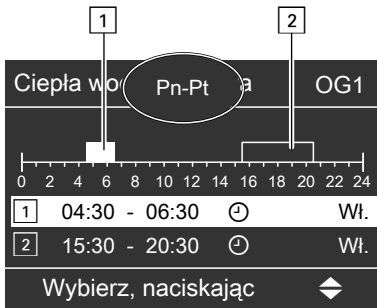 1 2
Ciepła Pn-Pt a OG1
0 2 4 6 8 10 12 14 16 18 20 22 24
1 04:30 - 06:30 Wł.
2 15:30 - 20:30 Wł.
Wybierz, naciskając